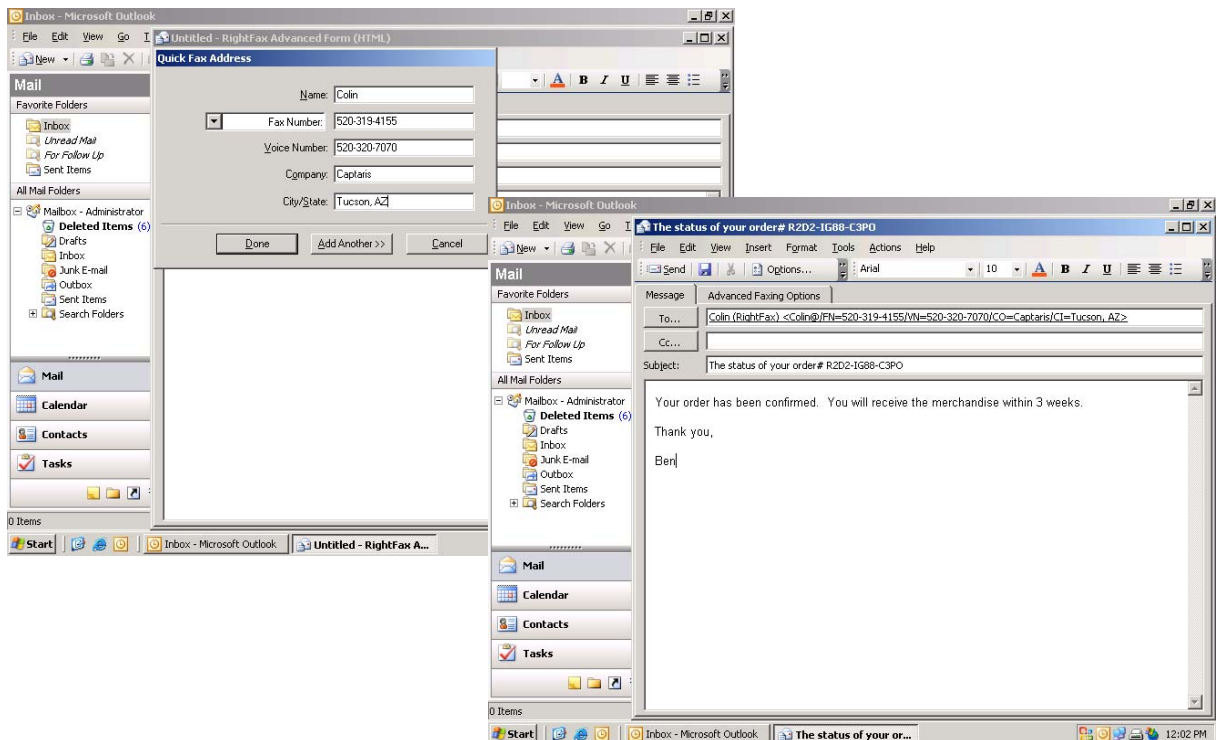 Inbox - Microsoft Outlook
File Edit View Go T
New
Mail
Favorite Folders
Inbox
Unread Mail
For Follow Up
Sent Items
All Mail Folders
Mailbox - Administrator
Deleted Items (6)
Drafts
Inbox
Junk E-mail
Outbox
Sent Items
Search Folders
Mail
Calendar
Contacts
Tasks
0 Items
Start Inbox - Microsoft Outlook Untitled - RightFax A...
Untitled - RightFax Advanced Form (HTML)
Quick Fax Address
A B I U
Name: Colin
Fax Number: 520-319-4155
Voice Number: 520-320-7070
Company: Captaris
City/State: Tucson, AZ
Done Add Another >> Cancel
Inbox - Microsoft Outlook
File Edit View Go T
New
Mail
Favorite Folders
Inbox
Unread Mail
For Follow Up
Sent Items
All Mail Folders
Mailbox - Administrator
Deleted Items (6)
Drafts
Inbox
Junk E-mail
Outbox
Sent Items
Search Folders
Mail
Calendar
Contacts
Tasks
0 Items
The status of your order# R2D2-IG88-C3PO
File Edit View Insert Format Tools Actions Help
Send Options... Arial 10 A B I U
Message Advanced Faxing Options
To... Colin (RightFax) <Colin@/FN=520-319-4155/VN=520-320-7070/CO=Captaris/CI=Tucson, AZ>
Cc...
Subject: The status of your order# R2D2-IG88-C3PO
Your order has been confirmed. You will receive the merchandise within 3 weeks.
Thank you,
Ben
Start Inbox - Microsoft Outlook The status of your or... 12:02 PM